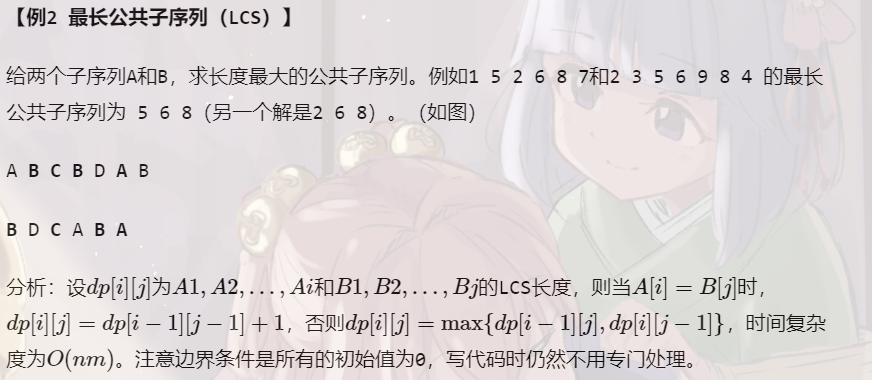 【例2 最长公共子序列（LCS）】
给两个子序列A和B，求长度最大的公共子序列。例如1 5 2 6 8 7和2 3 5 6 9 8 4 的最长
公共子序列为 5 6 8（另一个解是2 6 8）。（如图）
A B C B D A B
B D C A B A
分析：设dp[i][j]为A1, A2, ..., Ai和B1, B2, ..., Bj的LCS长度，则当A[i] = B[j]时，
dp[i][j] = dp[i−1][j−1]+1，否则dp[i][j] = max{dp[i−1][j], dp[i][j−1]}，时间复杂
度为O(nm)。注意边界条件是所有的初始值为0，写代码时仍然不用专门处理。